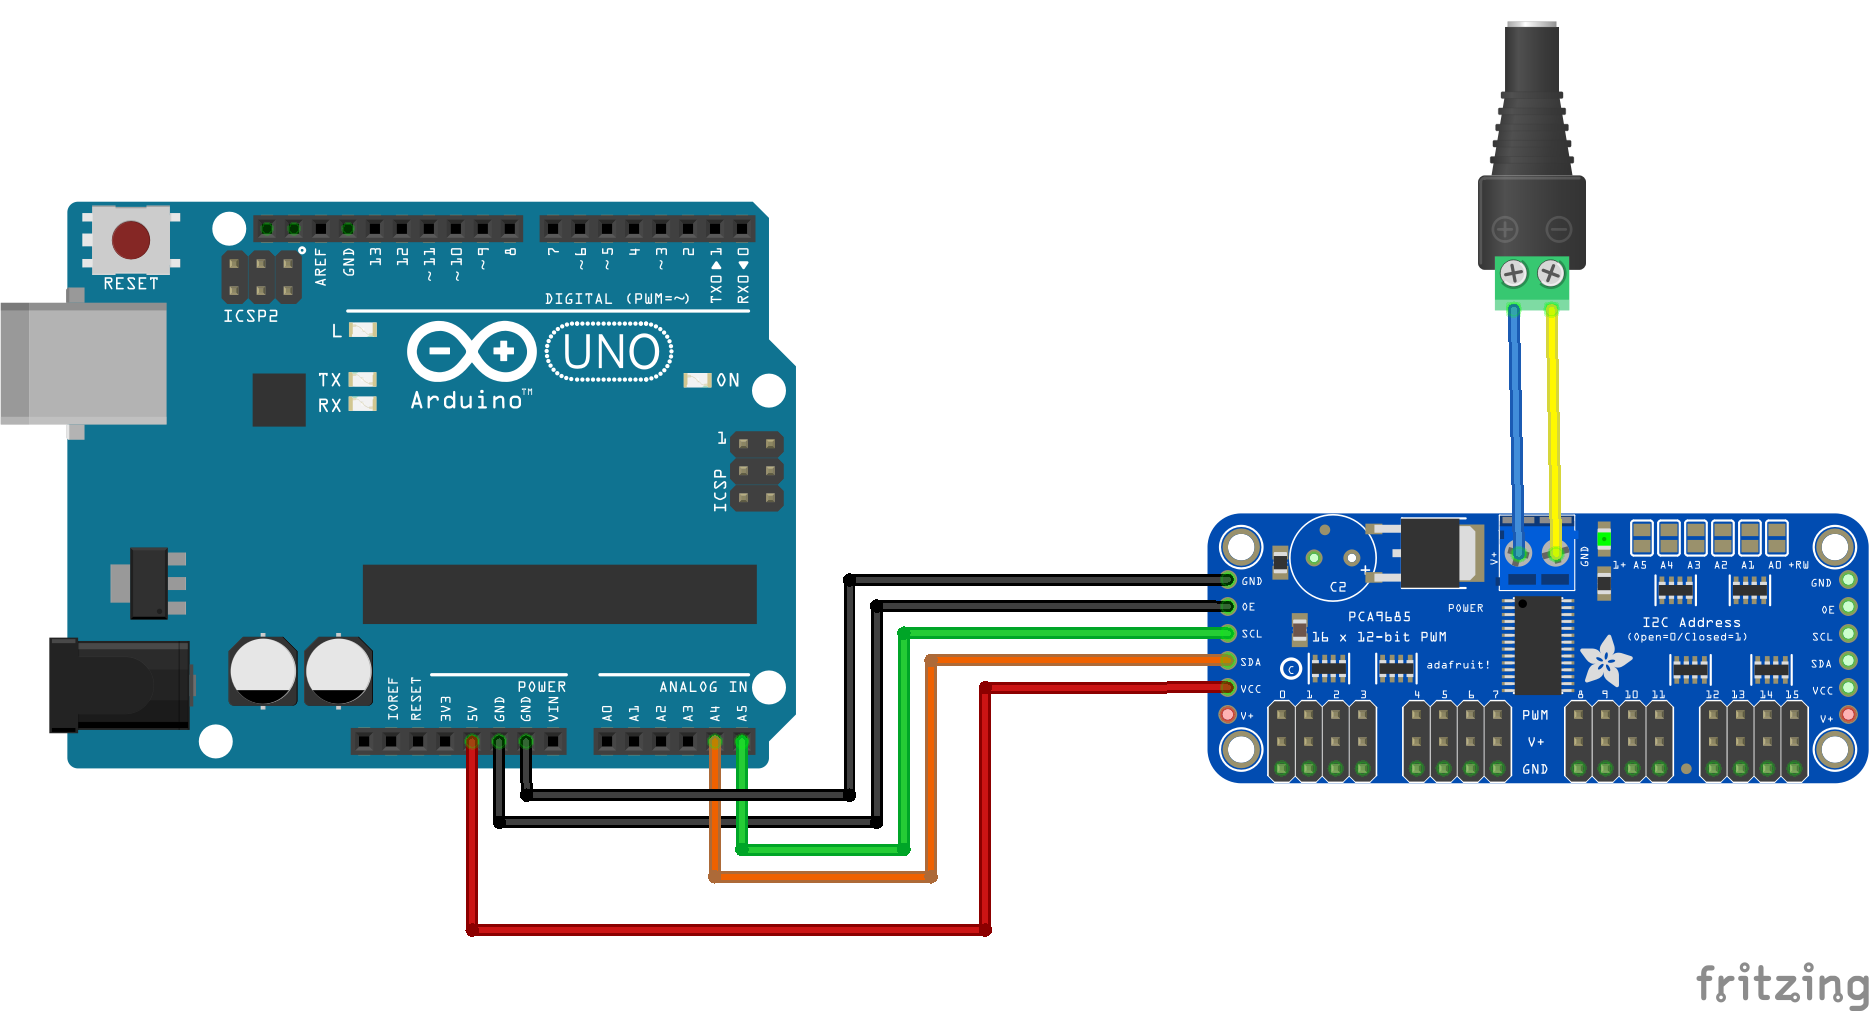 RESET
ICSP2
AREF
GND
13
12
~11
~10
~9
8
7
~6
~5
4
~3
2
TX0▶1
RX0◀0
DIGITAL (PWM=~)
L
TX
RX
Arduino™
UNO
ON
1
ICSP
IOREF
RESET
3V3
5V
GND
GND
VIN
POWER
A0
A1
A2
A3
A4
A5
ANALOG IN
GND
OE
SCL
SDA
VCC
V+
C2
+
PCA9685
16 x 12-bit PWM
adafruit!
C
POWER
V+
GND
1+ A5 A4 A3 A2 A1 A0 +RW
I2C Address
(Open=0/Closed=1)
GND
OE
SCL
SDA
VCC
V+
0 1 2 3 4 5 6 7 8 9 10 11 12 13 14 15
PWM
V+
GND
fritzing